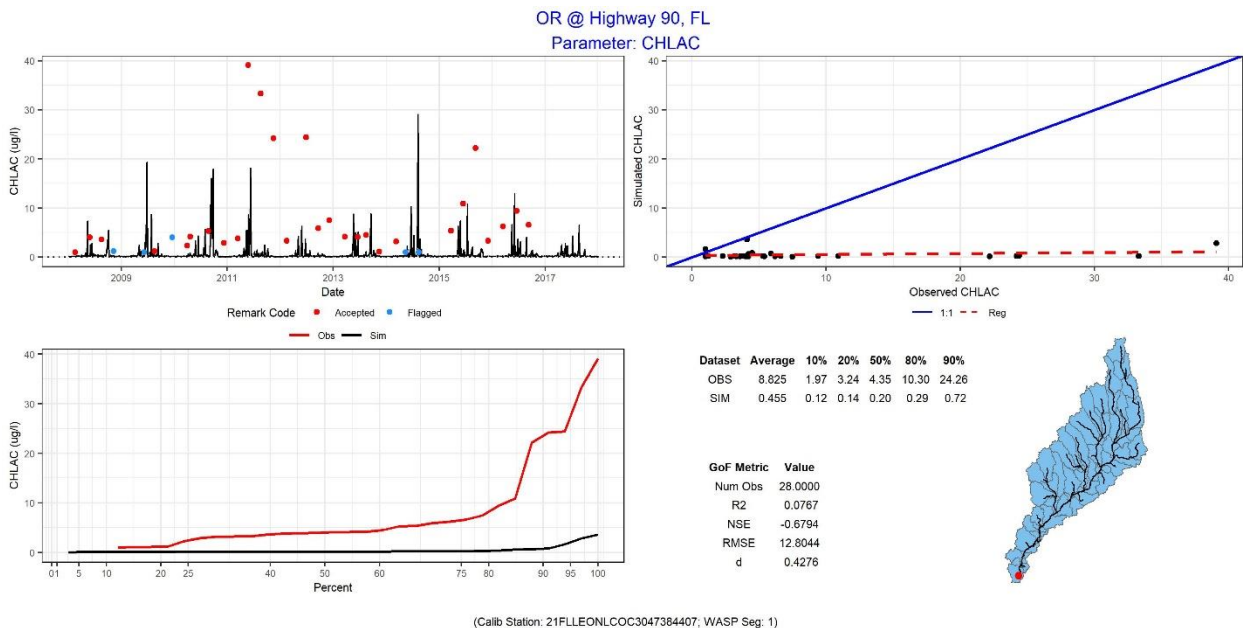 OR @ Highway 90, FL
Parameter: CHLAC
CHLAC (ug/l)
40
30
20
10
0
2009 2011 2013 2015 2017
Date
Remark Code Accepted Flagged
Simulated CHLAC
40
30
20
10
0
0 10 20 30 40
Observed CHLAC
1:1 Reg
Obs Sim
CHLAC (ug/l)
40
30
20
10
0
0 1 5 10 20 25 40 50 60 75 80 90 95 100
Percent
Dataset Average 10% 20% 50% 80% 90%
OBS 8.825 1.97 3.24 4.35 10.30 24.26
SIM 0.455 0.12 0.14 0.20 0.29 0.72
GoF Metric Value
Num Obs 28.0000
R2 0.0767
NSE -0.6794
RMSE 12.8044
d 0.4276
(Calib Station: 21FLLEONLCOC3047384407; WASP Seg: 1)